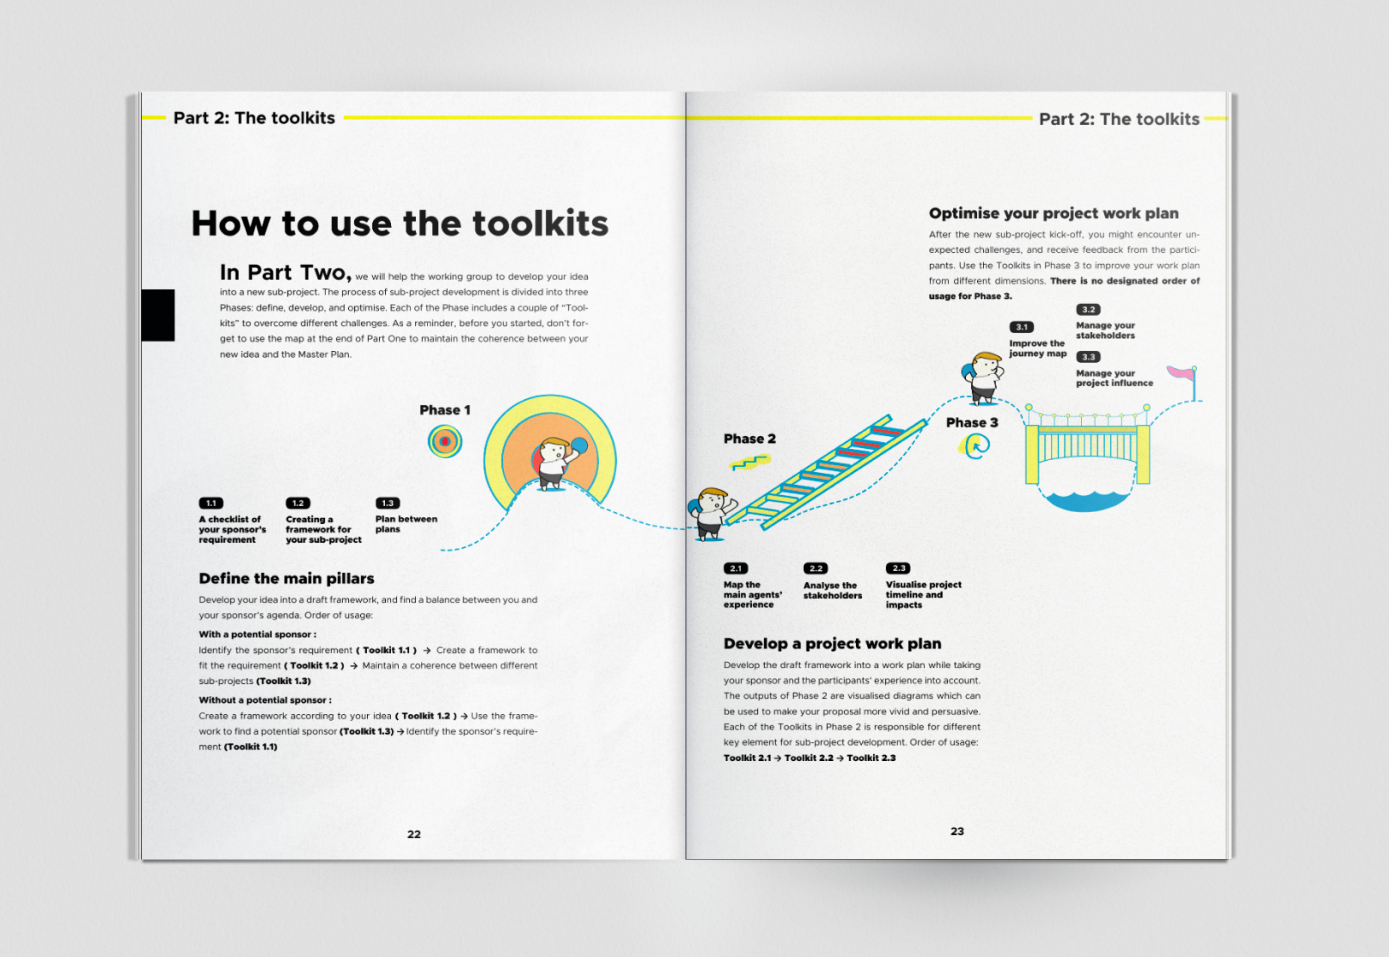 Part 2: The toolkits
How to use the toolkits
In Part Two, we will help the working group to develop your idea
into a new sub-project. The process of sub-project development is divided into three
Phases: define, develop, and optimise. Each of the Phase includes a couple of “Tool-
kits” to overcome different challenges. As a reminder, before you started, don’t for-
get to use the map at the end of Part One to maintain the coherence between your
new idea and the Master Plan.
Phase 1
1.1
A checklist of
your sponsor’s
requirement
1.2
Creating a
framework for
your sub-project
1.3
Plan between
plans
Define the main pillars
Develop your idea into a draft framework, and find a balance between you and
your sponsor’s agenda. Order of usage:
With a potential sponsor :
Identify the sponsor’s requirement ( Toolkit 1.1 ) → Create a framework to
fit the requirement ( Toolkit 1.2 ) → Maintain a coherence between different
sub-projects (Toolkit 1.3)
Without a potential sponsor :
Create a framework according to your idea ( Toolkit 1.2 ) → Use the frame-
work to find a potential sponsor (Toolkit 1.3) → Identify the sponsor’s require-
ment (Toolkit 1.1)
22
Part 2: The toolkits
Optimise your project work plan
After the new sub-project kick-off, you might encounter un-
expected challenges, and receive feedback from the partici-
pants. Use the Toolkits in Phase 3 to improve your work plan
from different dimensions. There is no designated order of
usage for Phase 3.
3.1
Improve the
journey map
3.2
Manage your
stakeholders
3.3
Manage your
project influence
Phase 3
Phase 2
2.1
Map the
main agents’
experience
2.2
Analyse the
stakeholders
2.3
Visualise project
timeline and
impacts
Develop a project work plan
Develop the draft framework into a work plan while taking
your sponsor and the participants’ experience into account.
The outputs of Phase 2 are visualised diagrams which can
be used to make your proposal more vivid and persuasive.
Each of the Toolkits in Phase 2 is responsible for different
key element for sub-project development. Order of usage:
Toolkit 2.1 → Toolkit 2.2 → Toolkit 2.3
23